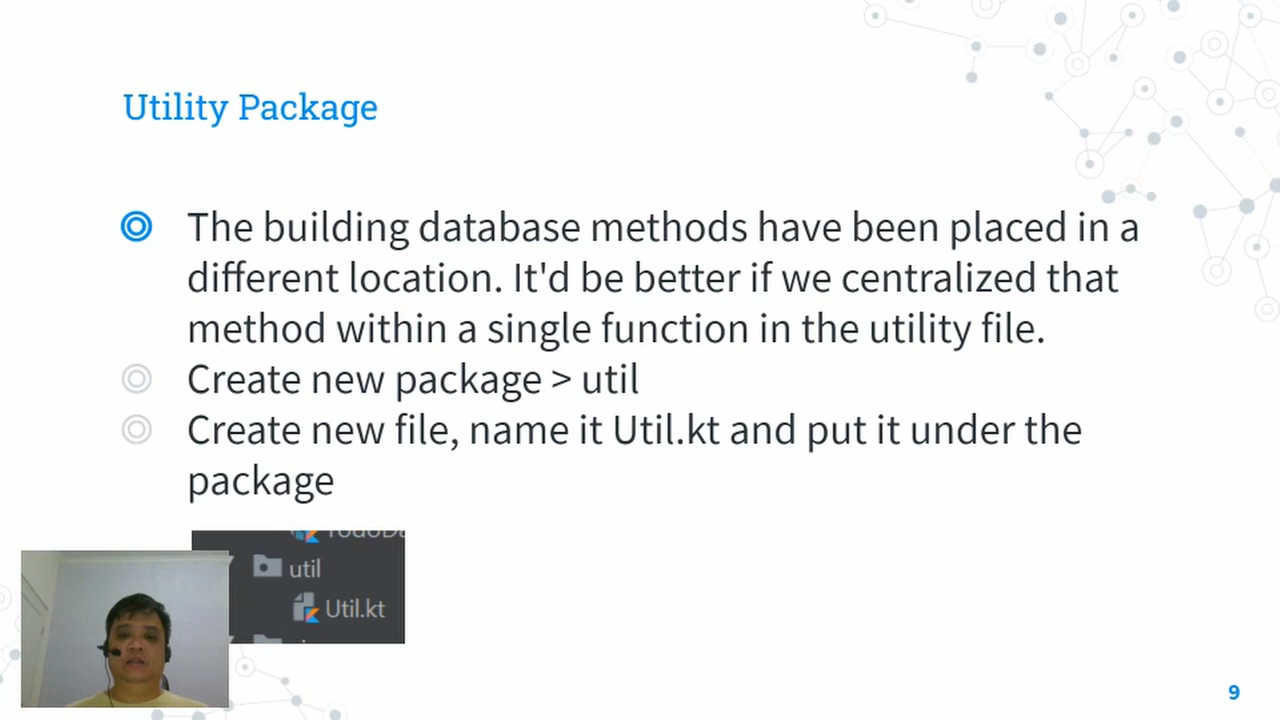 Utility Package
The building database methods have been placed in a
different location. It'd be better if we centralized that
method within a single function in the utility file.
Create new package > util
Create new file, name it Util.kt and put it under the
package
util
Util.kt
9